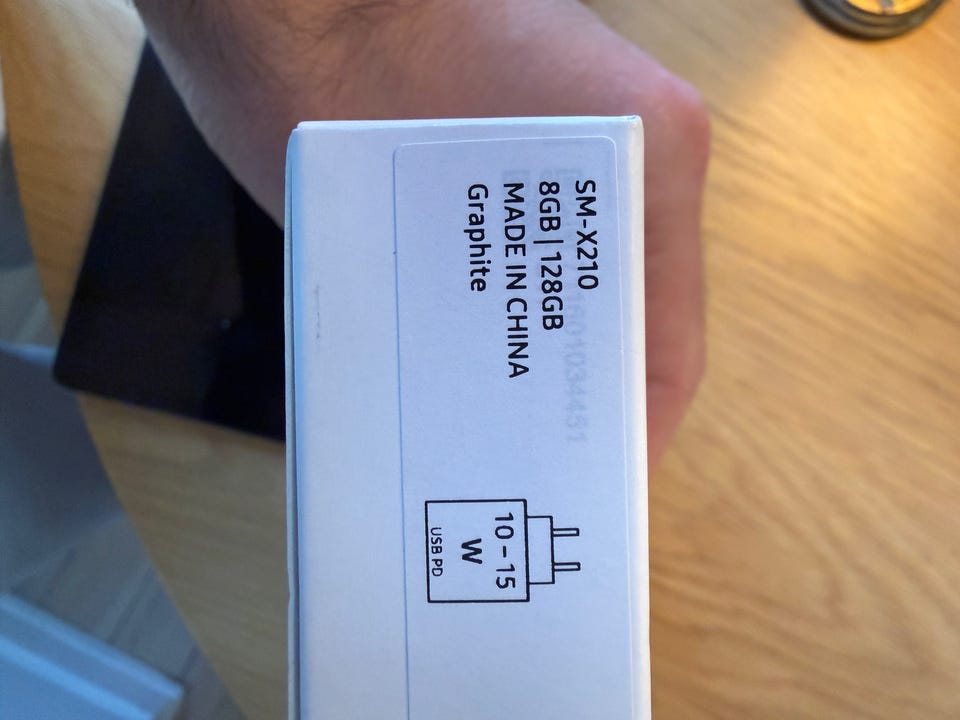 SM-X210
8GB | 128GB
MADE IN CHINA
Graphite
10 – 15
W
USB PD